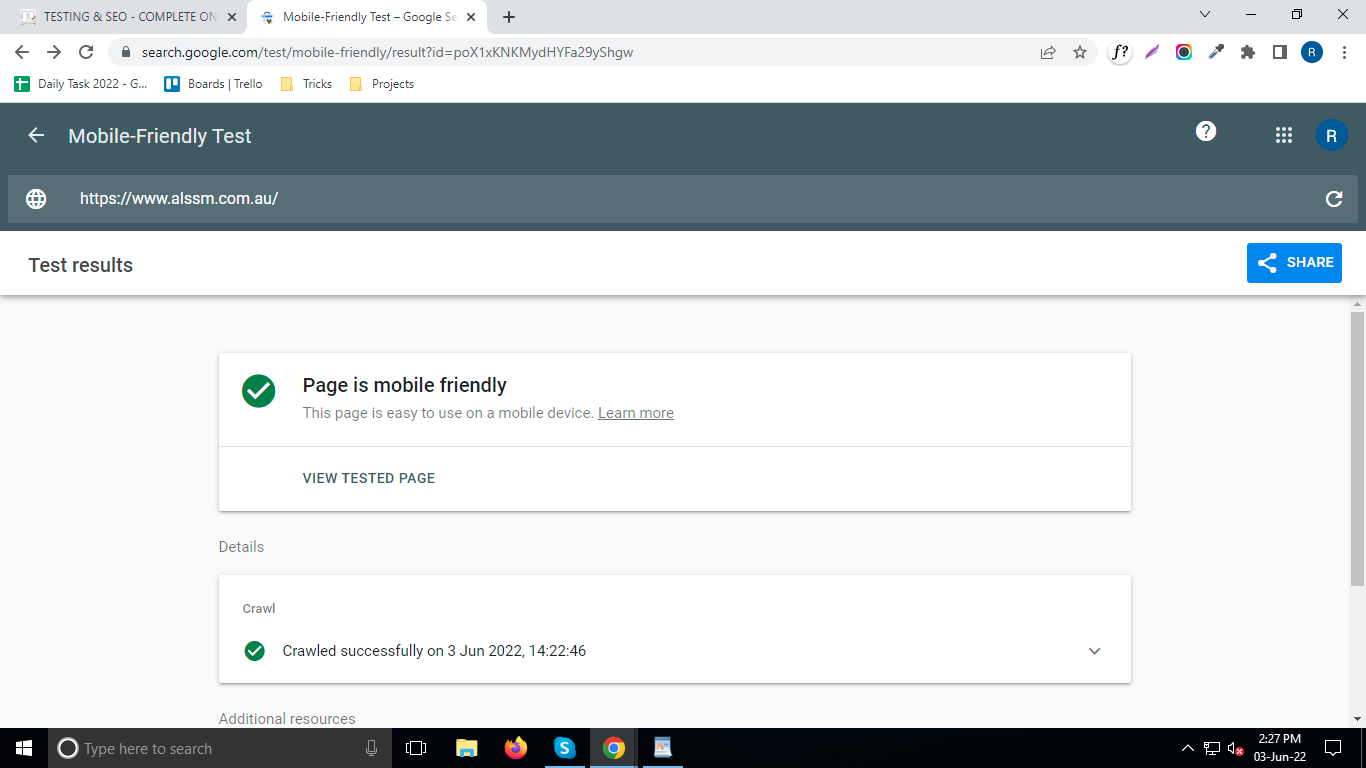 TESTING & SEO - COMPLETE ON
Mobile-Friendly Test – Google Se
search.google.com/test/mobile-friendly/result?id=poX1xKNKMydHYFa29yShgw
f?
R
Daily Task 2022 - G...
Boards | Trello
Tricks
Projects
Mobile-Friendly Test
?
R
https://www.alssm.com.au/
Test results
SHARE
Page is mobile friendly
This page is easy to use on a mobile device. Learn more
VIEW TESTED PAGE
Details
Crawl
Crawled successfully on 3 Jun 2022, 14:22:46
Additional resources
Type here to search
S
2:27 PM
03-Jun-22